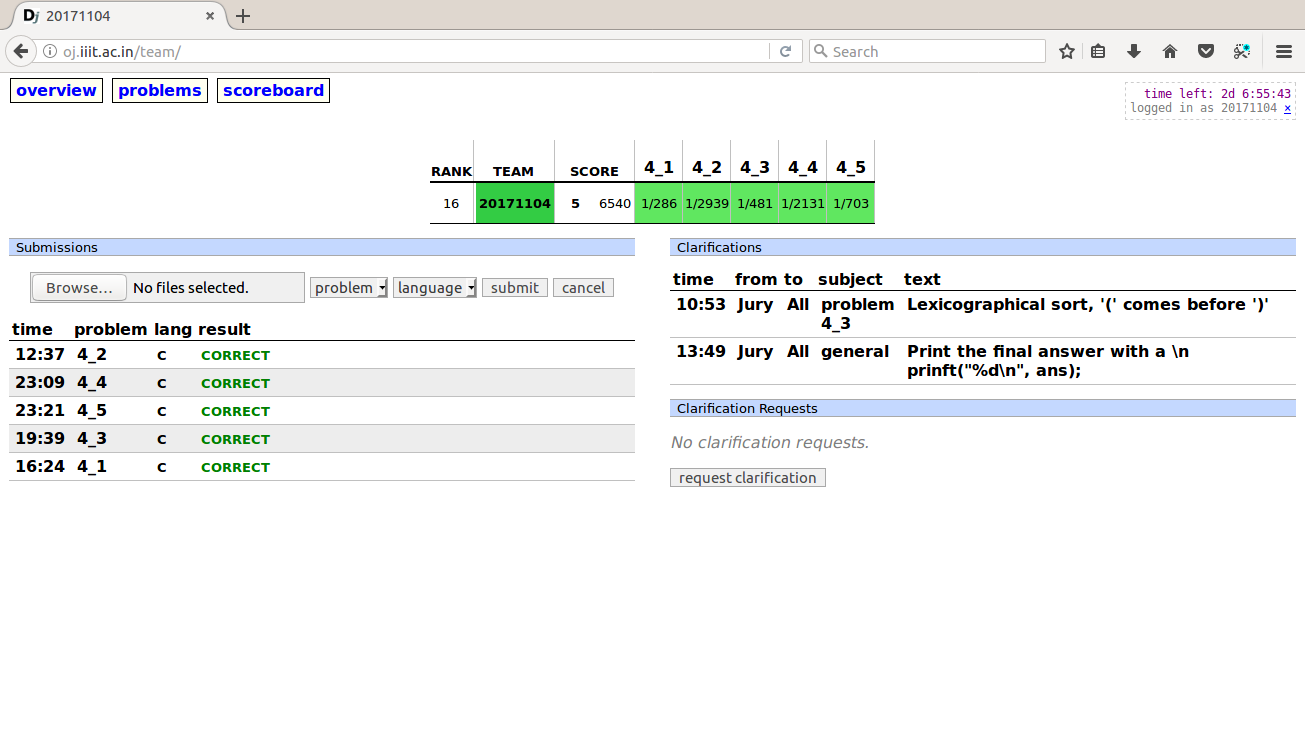 Dj 20171104
oj.iiit.ac.in/team/
Search
overview problems scoreboard
time left: 2d 6:55:43
logged in as 20171104 ×
RANK TEAM SCORE 4_1 4_2 4_3 4_4 4_5
16 20171104 5 6540 1/286 1/2939 1/481 1/2131 1/703
Submissions
Browse... No files selected. problem language submit cancel
time problem lang result
12:37 4_2 C CORRECT
23:09 4_4 C CORRECT
23:21 4_5 C CORRECT
19:39 4_3 C CORRECT
16:24 4_1 C CORRECT
Clarifications
time from to subject text
10:53 Jury All problem Lexicographical sort, '(' comes before ')'
4_3
13:49 Jury All general Print the final answer with a \n
prinft("%d\n", ans);
Clarification Requests
No clarification requests.
request clarification